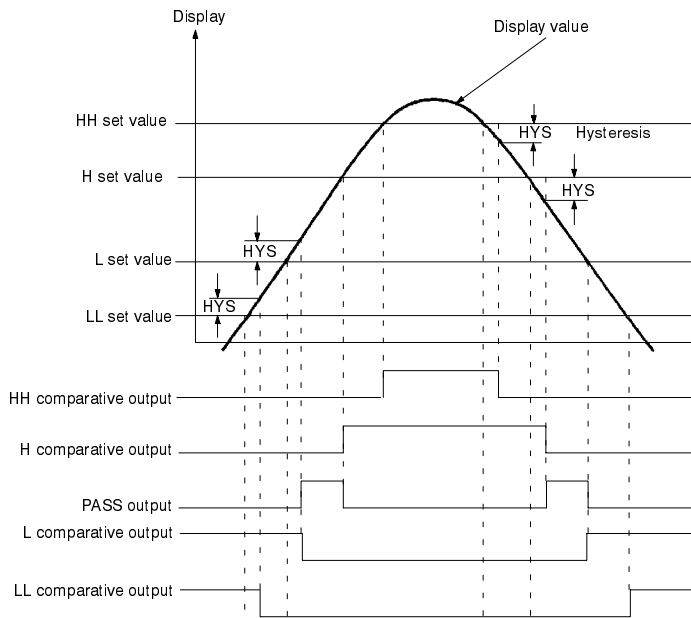 Display
Display value
HH set value
HYS
Hysteresis
H set value
HYS
HYS
L set value
HYS
LL set value
HH comparative output
H comparative output
PASS output
L comparative output
LL comparative output